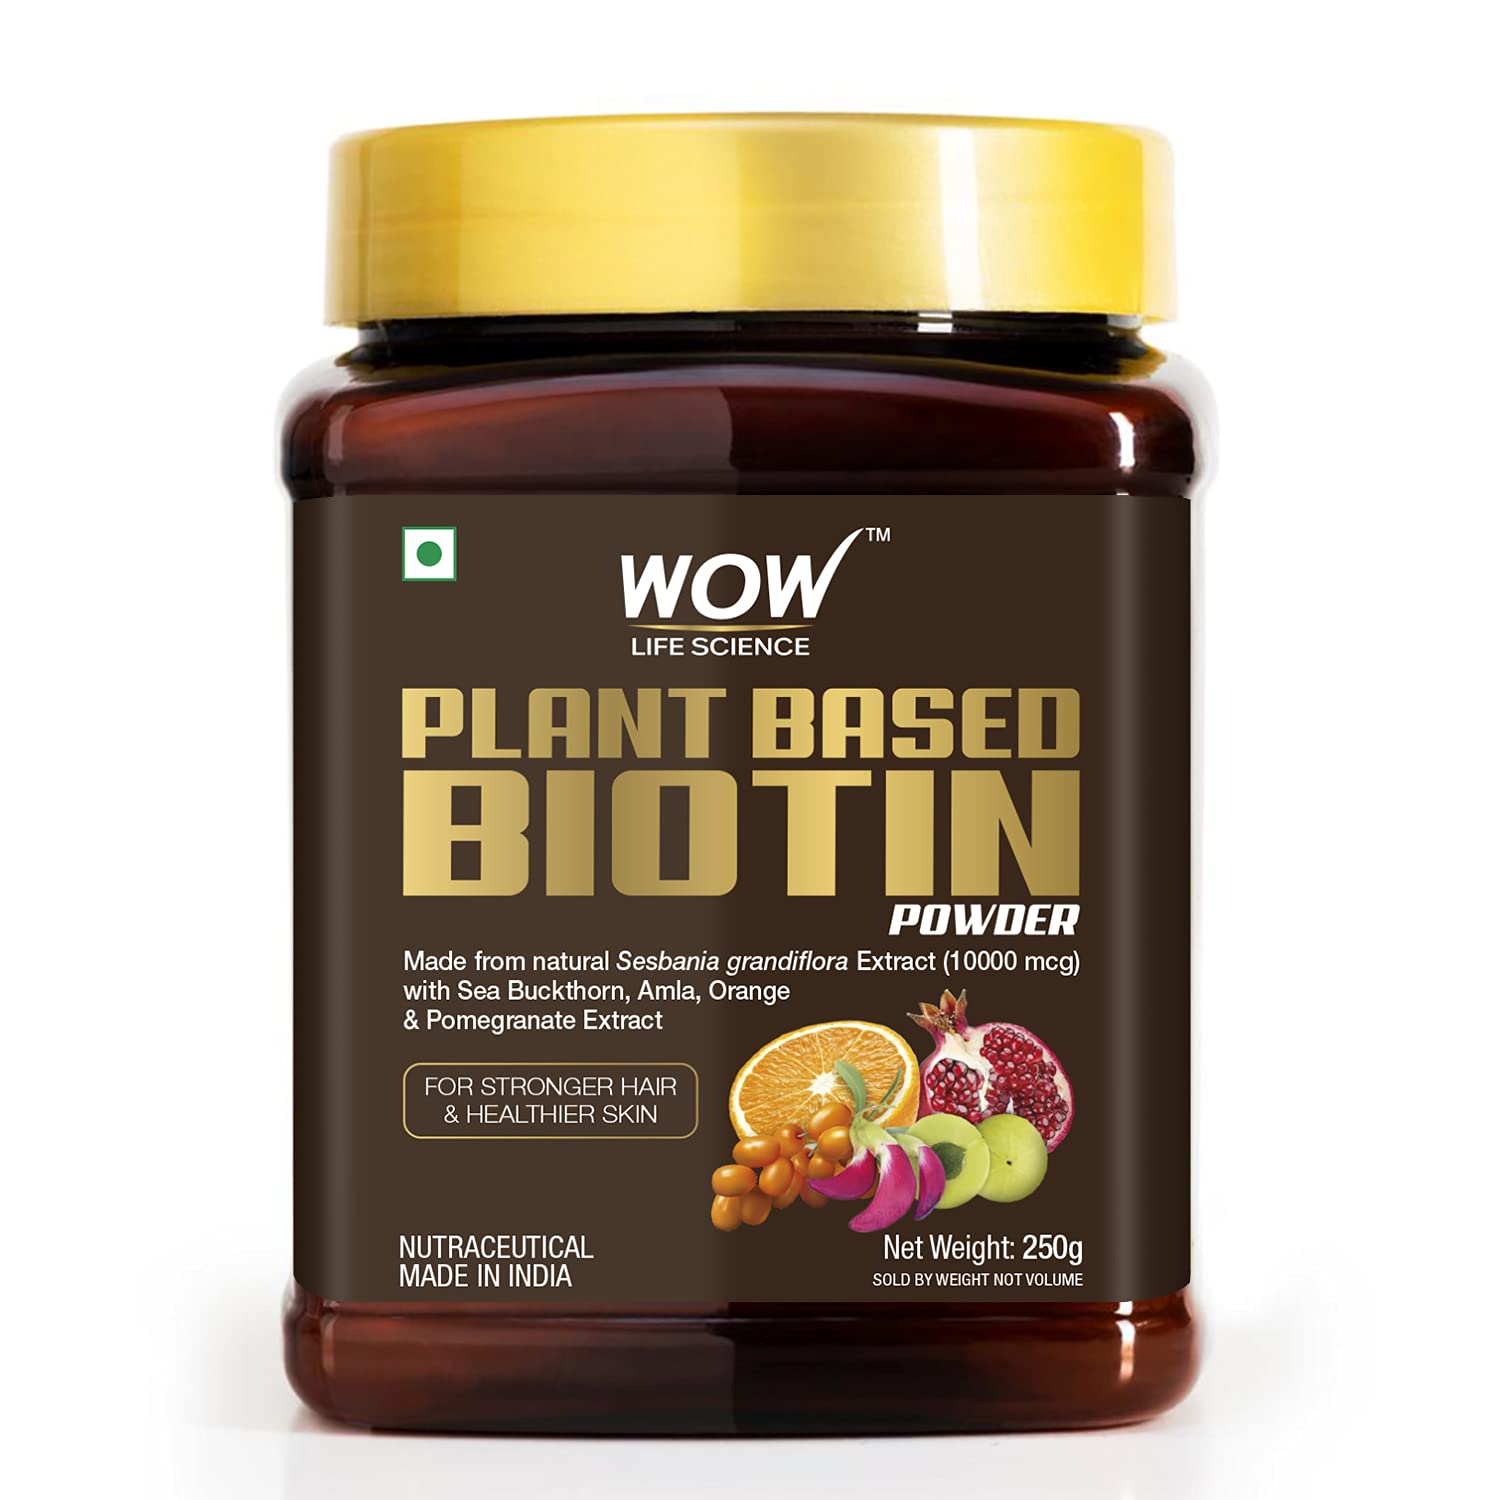 WOW™
LIFE SCIENCE
PLANT BASED
BIOTIN
POWDER
Made from natural Sesbania grandiflora Extract (10000 mcg)
with Sea Buckthorn, Amla, Orange
& Pomegranate Extract
FOR STRONGER HAIR
& HEALTHIER SKIN
NUTRACEUTICAL
MADE IN INDIA
Net Weight: 250g
SOLD BY WEIGHT NOT VOLUME